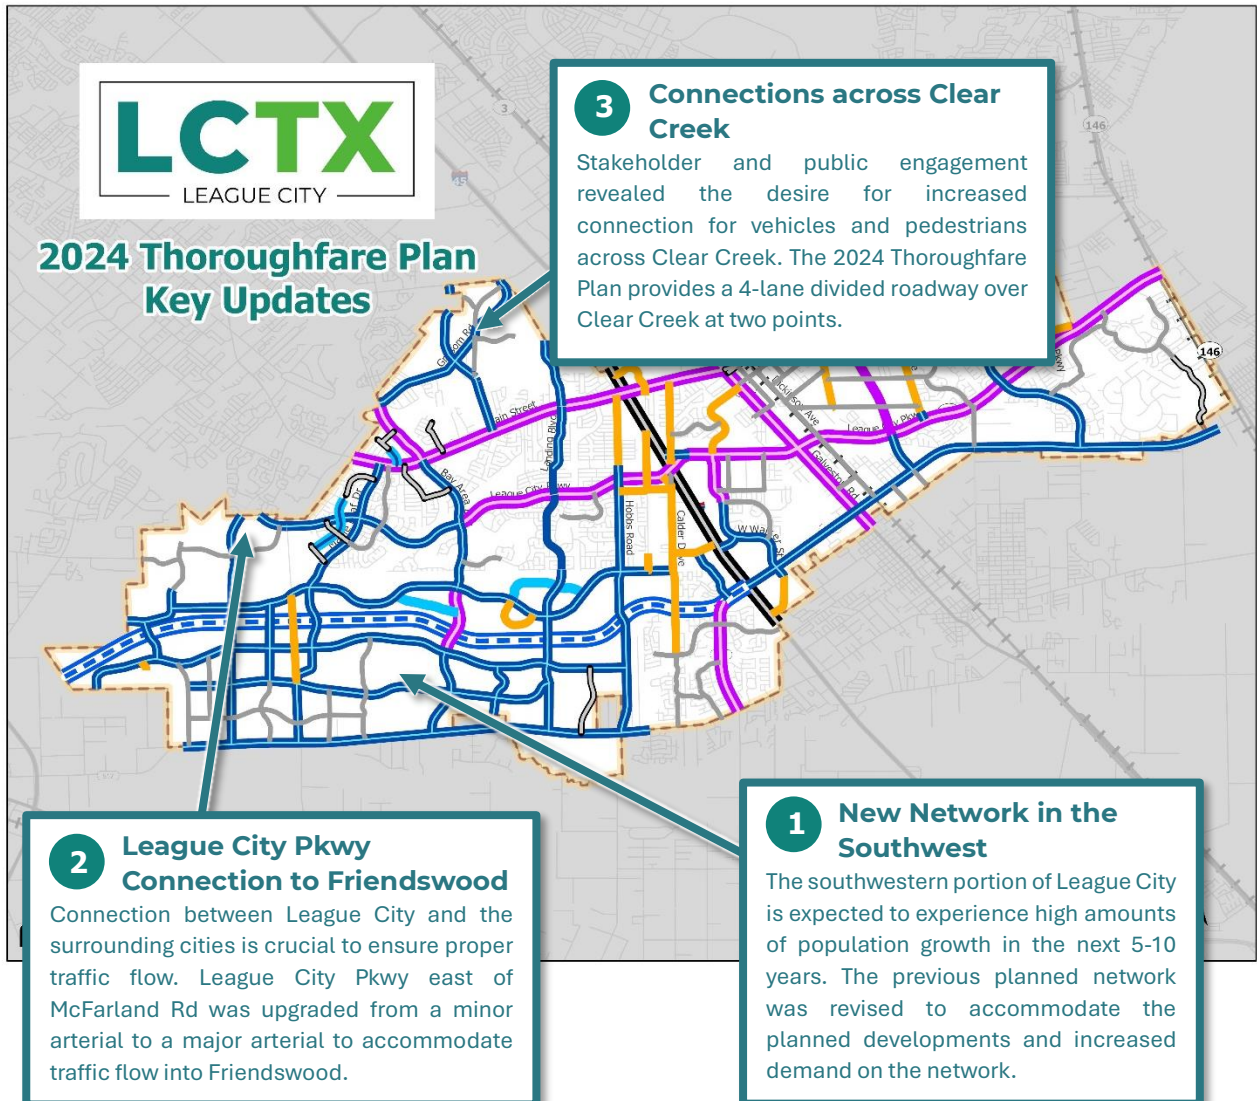 LCTX
LEAGUE CITY
2024 Thoroughfare Plan
Key Updates
3
Connections across Clear
Creek
Stakeholder and public engagement
revealed the desire for increased
connection for vehicles and pedestrians
across Clear Creek. The 2024 Thoroughfare
Plan provides a 4-lane divided roadway over
Clear Creek at two points.
3
146
146
Landing Blvd
Bay Area
League City Pkwy
Hobbs Road
Calder Drive
Galveston Rd
2
League City Pkwy
Connection to Friendswood
Connection between League City and the
surrounding cities is crucial to ensure proper
traffic flow. League City Pkwy east of
McFarland Rd was upgraded from a minor
arterial to a major arterial to accommodate
traffic flow into Friendswood.
1
New Network in the
Southwest
The southwestern portion of League City
is expected to experience high amounts
of population growth in the next 5-10
years. The previous planned network
was revised to accommodate the
planned developments and increased
demand on the network.